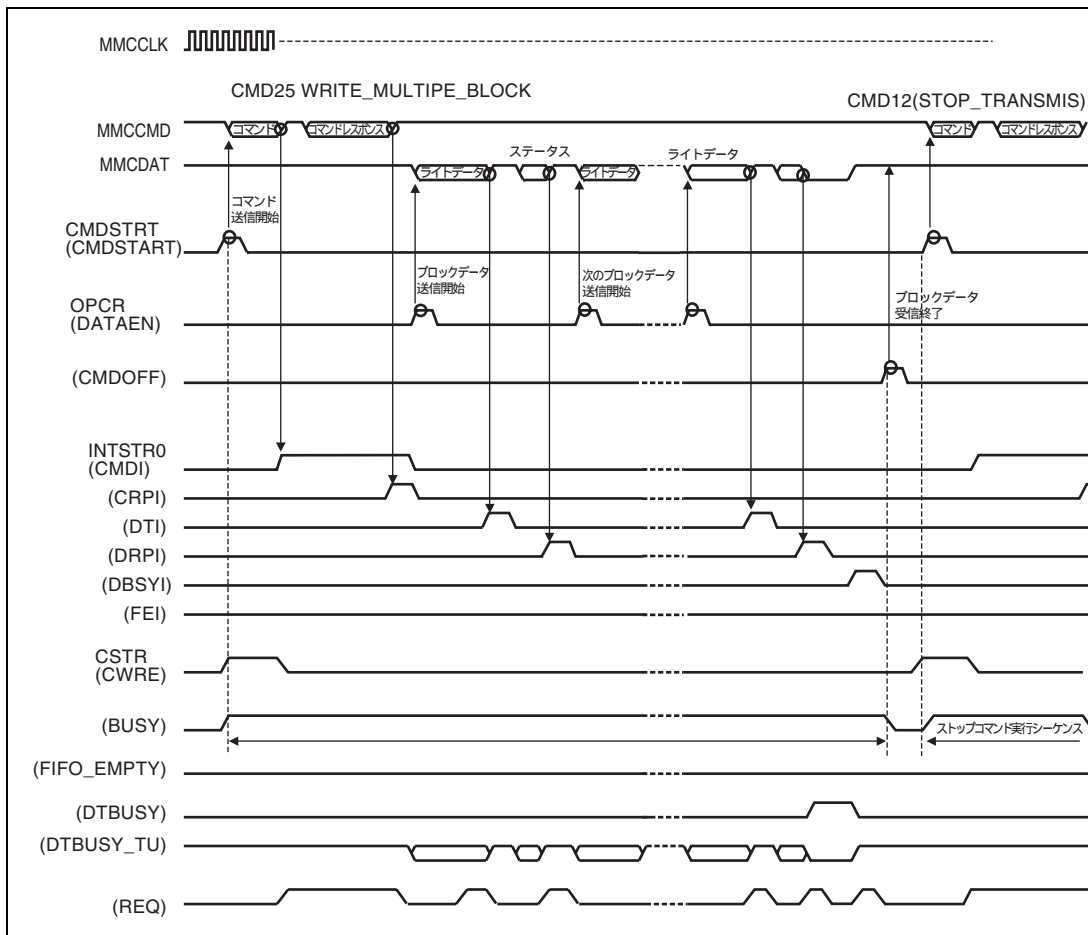 MMCCLK
CMD25 WRITE_MULTIPE_BLOCK
CMD12(STOP_TRANSMIS)
MMCCMD
コマンド
コマンドレスポンス
コマンド
コマンドレスポンス
MMCDAT
ライトデータ
ステータス
ライトデータ
ライトデータ
コマンド
送信開始
CMDSTRT
(CMDSTART)
ブロックデータ
送信開始
次のブロックデータ
送信開始
ブロックデータ
受信終了
OPCR
(DATAEN)
(CMDOFF)
INTSTR0
(CMDI)
(CRPI)
(DTI)
(DRPI)
(DBSYI)
(FEI)
CSTR
(CWRE)
(BUSY)
ストップコマンド実行シーケンス
(FIFO_EMPTY)
(DTBUSY)
(DTBUSY_TU)
(REQ)